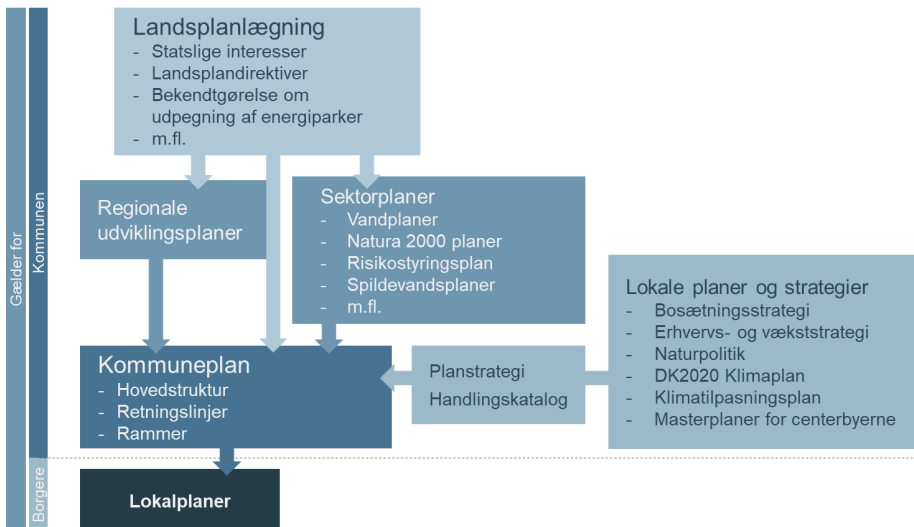 Gælder for
Kommunen
Borgere
Landsplanlægning
- Statslige interesser
- Landsplandirektiver
- Bekendtgørelse om
udpegning af energiparker
- m.fl.
Regionale
udviklingsplaner
Sektorplaner
- Vandplaner
- Natura 2000 planer
- Risikostyringsplan
- Spildevandsplaner
- m.fl.
Kommuneplan
- Hovedstruktur
- Retningslinjer
- Rammer
Planstrategi
Handlingskatalog
Lokale planer og strategier
- Bosætningsstrategi
- Erhvervs- og vækststrategi
- Naturpolitik
- DK2020 Klimaplan
- Klimatilpasningsplan
- Masterplaner for centerbyerne
Lokalplaner